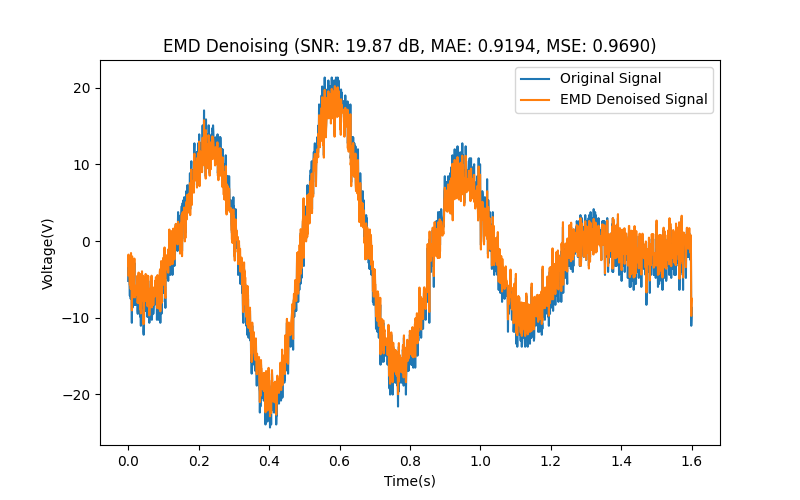 EMD Denoising (SNR: 19.87 dB, MAE: 0.9194, MSE: 0.9690)
Original Signal
EMD Denoised Signal
20
10
0
−10
−20
Voltage(V)
0.0 0.2 0.4 0.6 0.8 1.0 1.2 1.4 1.6
Time(s)